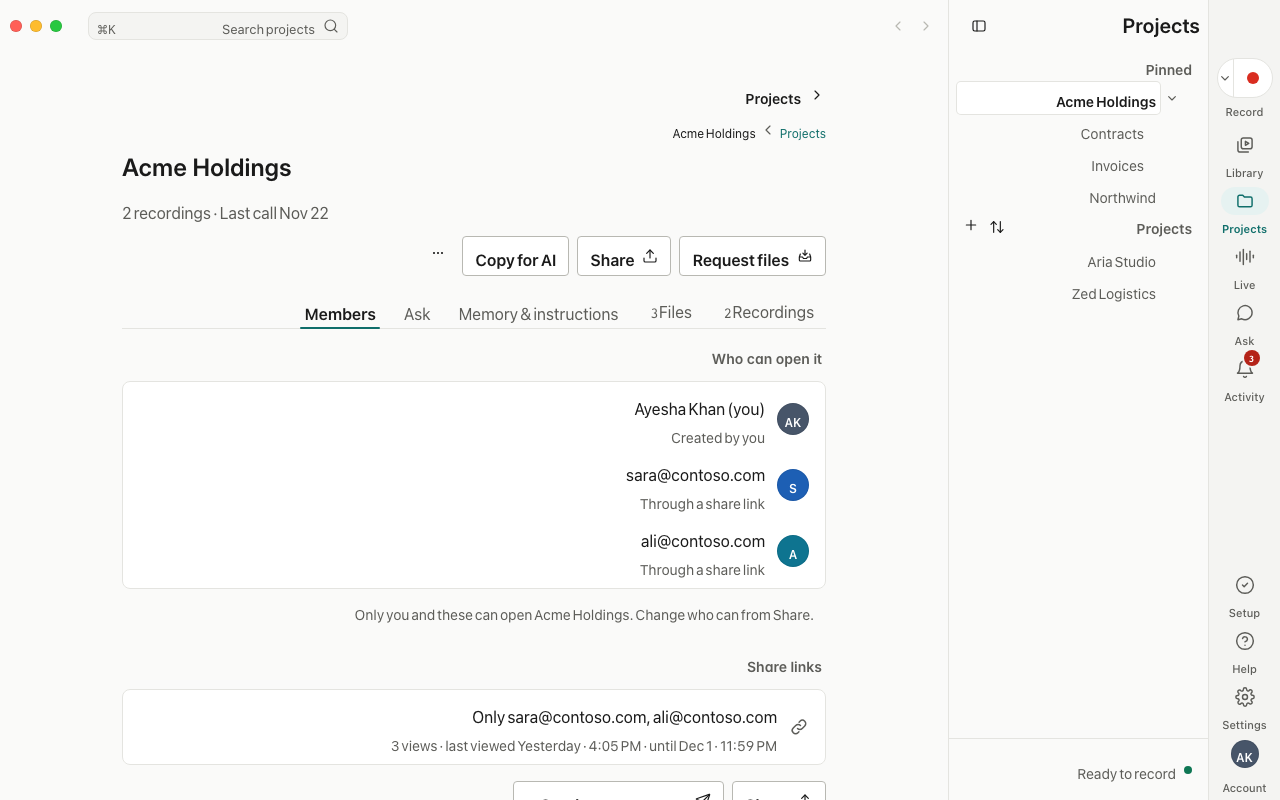 ⌘K
Search projects
Projects
Record
Library
Projects
Live
Ask
3
Activity
Setup
Help
Settings
AK
Account
Pinned
Acme Holdings
Contracts
Invoices
Northwind
Projects
Aria Studio
Zed Logistics
Ready to record
Projects
Projects
Acme Holdings
Acme Holdings
2 recordings · Last call Nov 22
Request files
Share
Copy for AI
2 Recordings
3 Files
Memory & instructions
Ask
Members
Who can open it
AK
Ayesha Khan (you)
Created by you
S
sara@contoso.com
Through a share link
A
ali@contoso.com
Through a share link
Only you and these can open Acme Holdings. Change who can from Share.
Share links
Only sara@contoso.com, ali@contoso.com
3 views · last viewed Yesterday · 4:05 PM · until Dec 1 · 11:59 PM